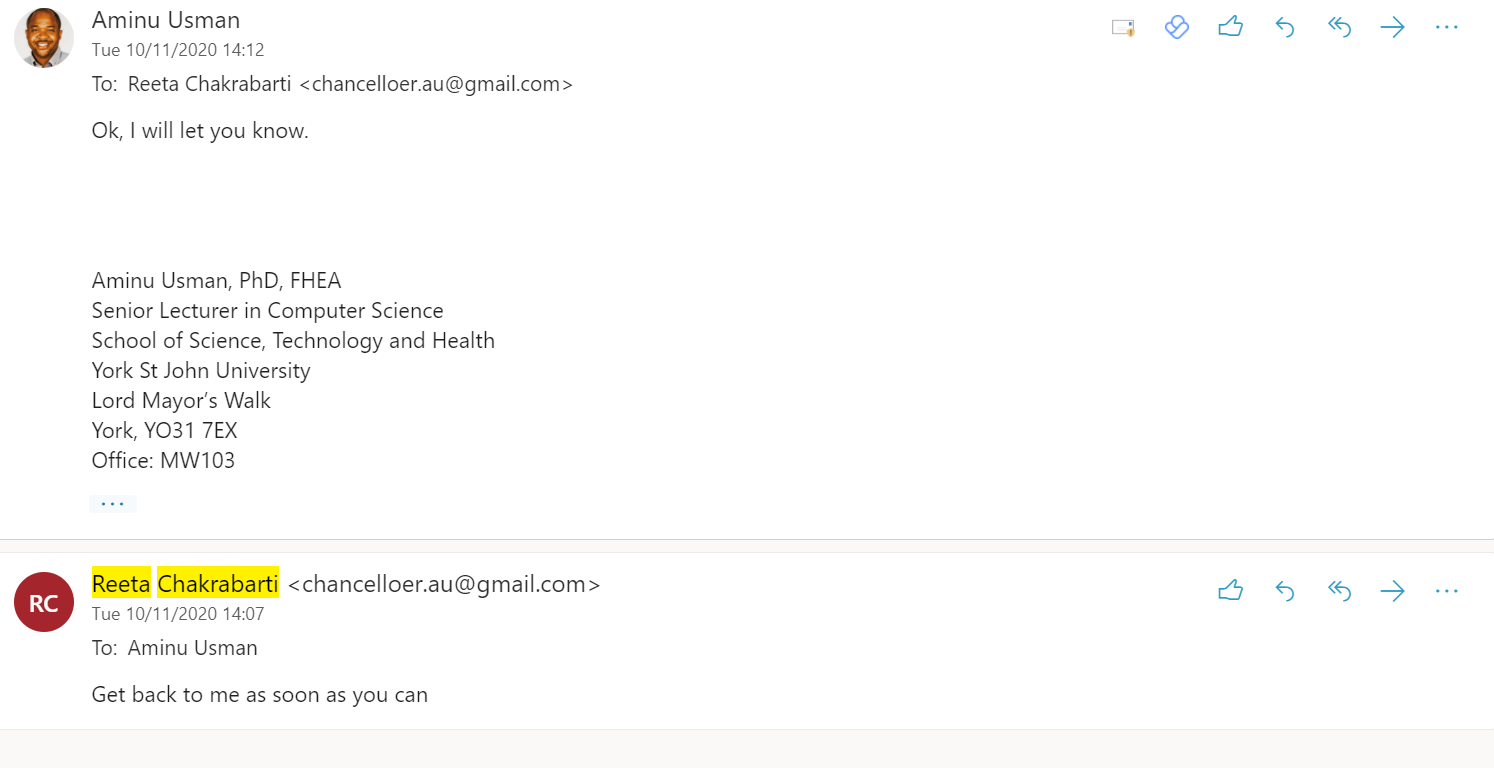 Aminu Usman
Tue 10/11/2020 14:12
To: Reeta Chakrabarti <chancelloer.au@gmail.com>
Ok, I will let you know.
Aminu Usman, PhD, FHEA
Senior Lecturer in Computer Science
School of Science, Technology and Health
York St John University
Lord Mayor’s Walk
York, YO31 7EX
Office: MW103
...
RC
Reeta Chakrabarti <chancelloer.au@gmail.com>
Tue 10/11/2020 14:07
To: Aminu Usman
Get back to me as soon as you can